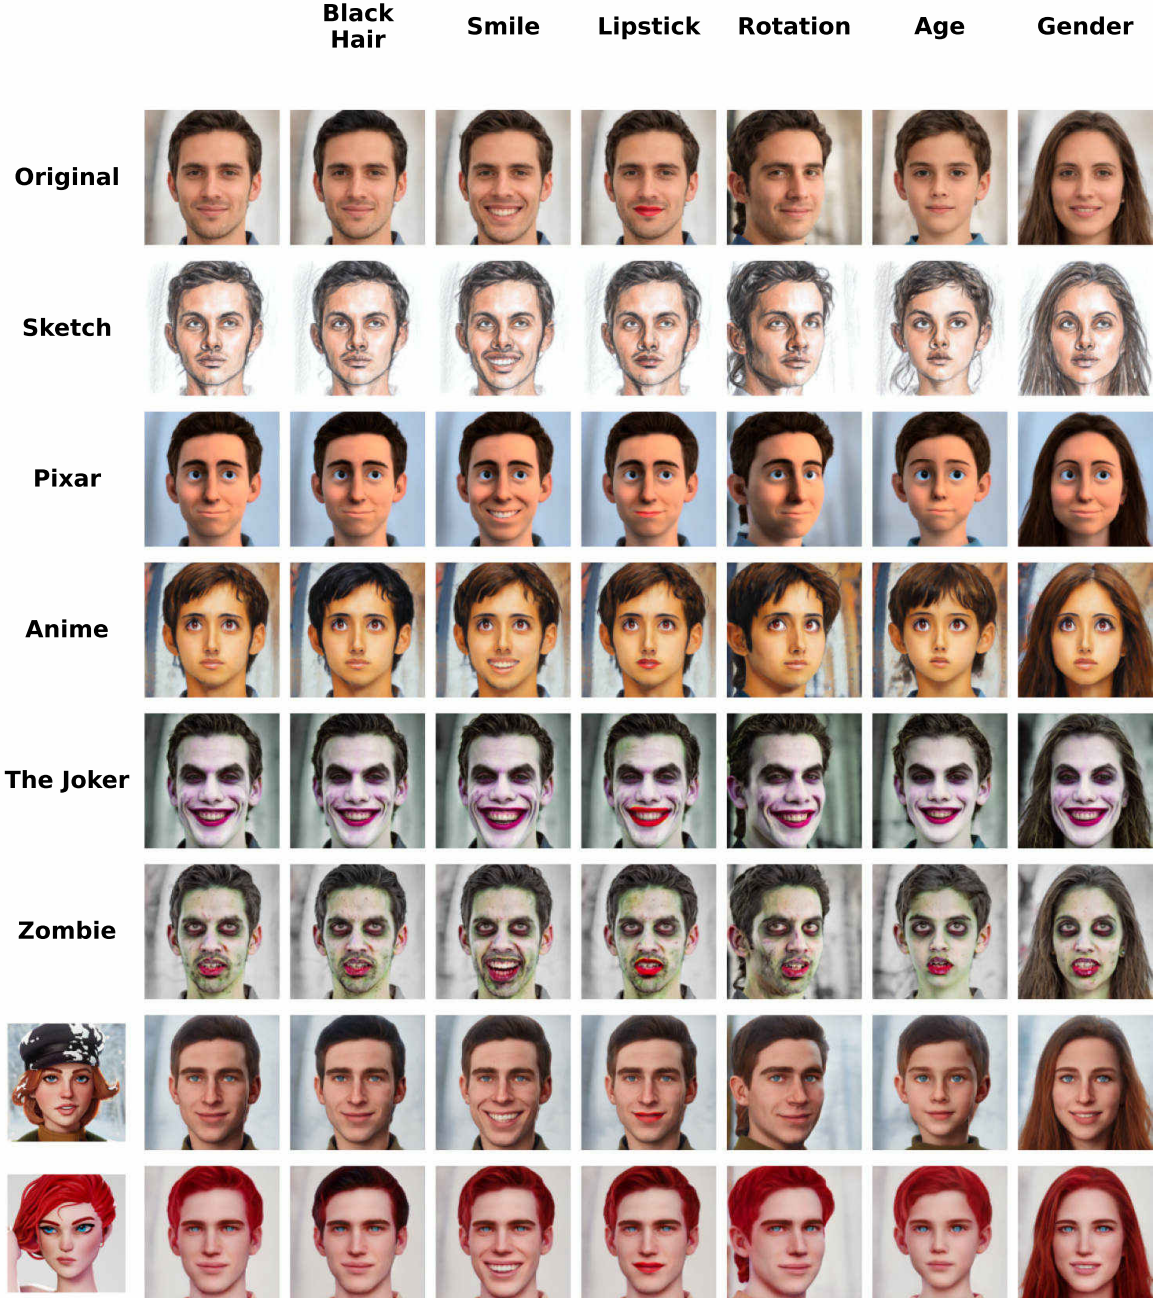 Black
Hair
Smile
Lipstick
Rotation
Age
Gender
Original
Sketch
Pixar
Anime
The Joker
Zombie